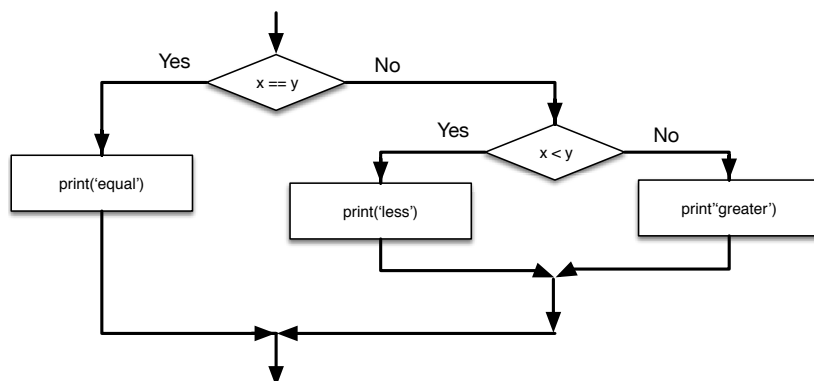 Yes
x == y
No
Yes
x < y
No
print(‘equal’)
print(‘less’)
print’‘greater’)